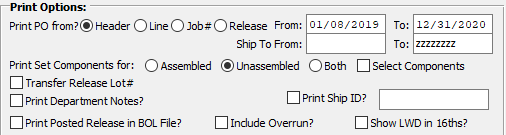 Print Options:
Print PO from? Header Line Job# Release From: 01/08/2019 To: 12/31/2020
Ship To From: To: zzzzzzzz
Print Set Components for: Assembled Unassembled Both Select Components
Transfer Release Lot#
Print Department Notes? Print Ship ID?
Print Posted Release in BOL File? Include Overrun? Show LWD in 16ths?